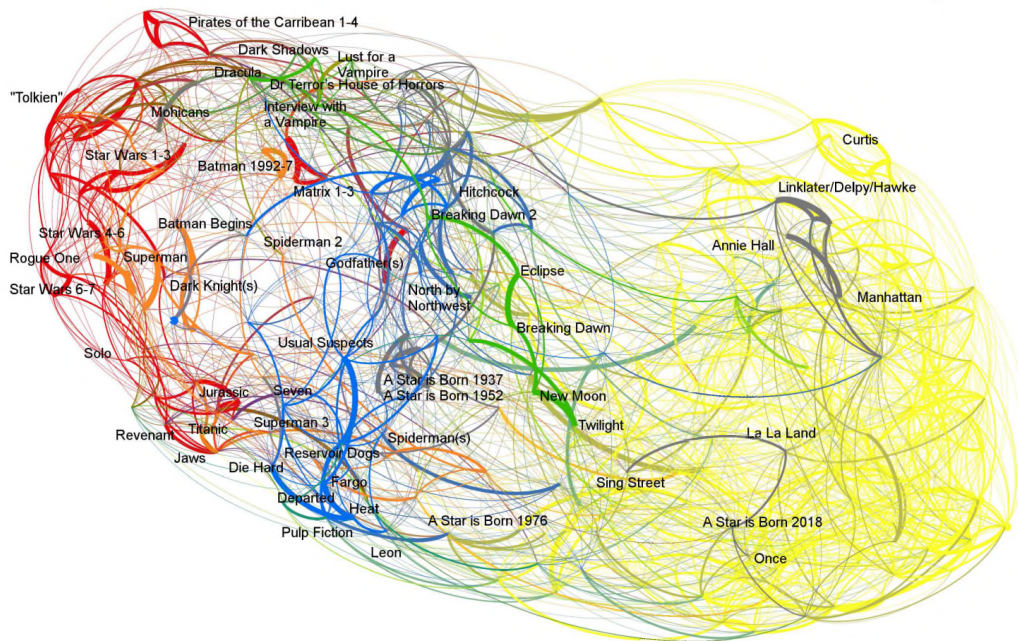 Pirates of the Carribean 1-4
Dark Shadows
Lust for a
Vampire
Dracula
Dr Terror's House of Horrors
"Tolkien"
Mohicans
Interview with
a Vampire
Curtis
Star Wars 1-3
Batman 1992-7
Matrix 1-3
Hitchcock
Linklater/Delpy/Hawke
Breaking Dawn 2
Batman Begins
Star Wars 4-6
Spiderman 2
Annie Hall
Rogue One
Superman
Godfather(s)
Eclipse
Star Wars 6-7
Dark Knight(s)
North by
Northwest
Manhattan
Breaking Dawn
Usual Suspects
Solo
A Star is Born 1937
Jurassic
Seven
A Star is Born 1952
New Moon
Superman 3
Twilight
Revenant
Titanic
Spiderman(s)
La La Land
Jaws
Reservoir Dogs
Die Hard
Fargo
Sing Street
Departed
Heat
A Star is Born 1976
A Star is Born 2018
Pulp Fiction
Leon
Once